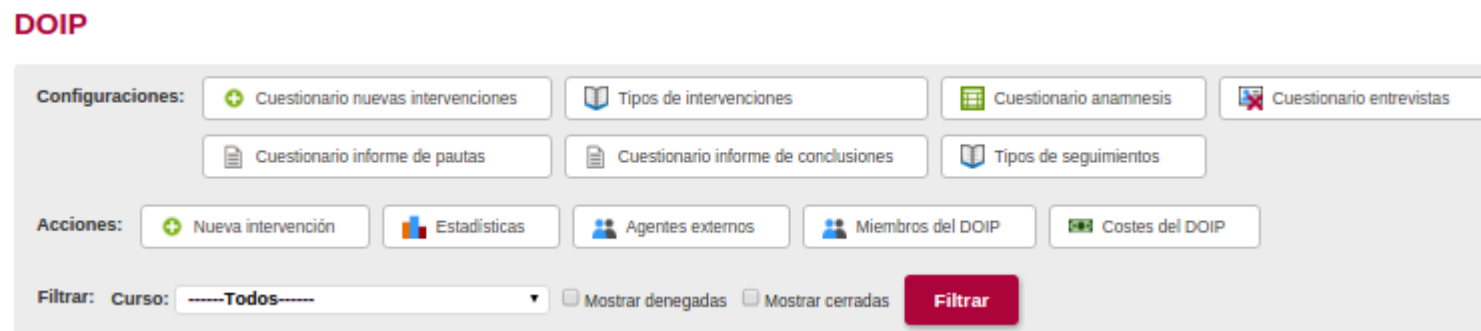 DOIP
Configuraciones: Cuestionario nuevas intervenciones Tipos de intervenciones Cuestionario anamnesis Cuestionario entrevistas
Cuestionario informe de pautas Cuestionario informe de conclusiones Tipos de seguimientos
Acciones: Nueva intervención Estadísticas Agentes externos Miembros del DOIP Costes del DOIP
Filtrar: Curso: ------Todos------ Mostrar denegadas Mostrar cerradas Filtrar